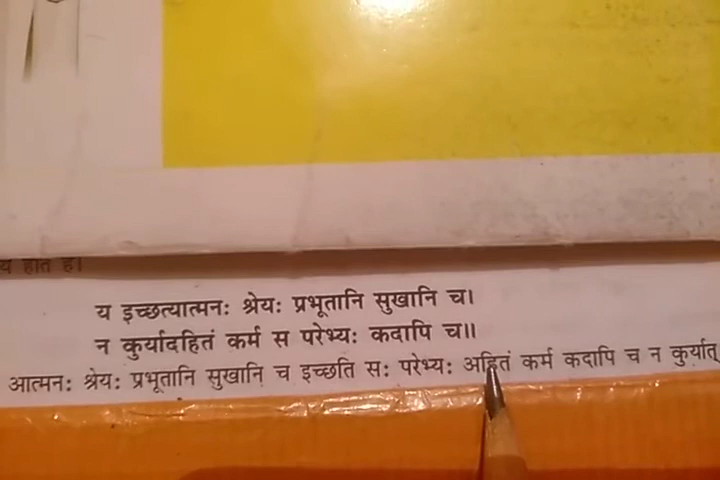 य इच्छत्यात्मनः श्रेयः प्रभूतानि सुखानि च।
न कुर्यादहितं कर्म स परेभ्यः कदापि च॥
आत्मनः श्रेयः प्रभूतानि सुखानि च इच्छति सः परेभ्यः अहितं कर्म कदापि च न कुर्यात्